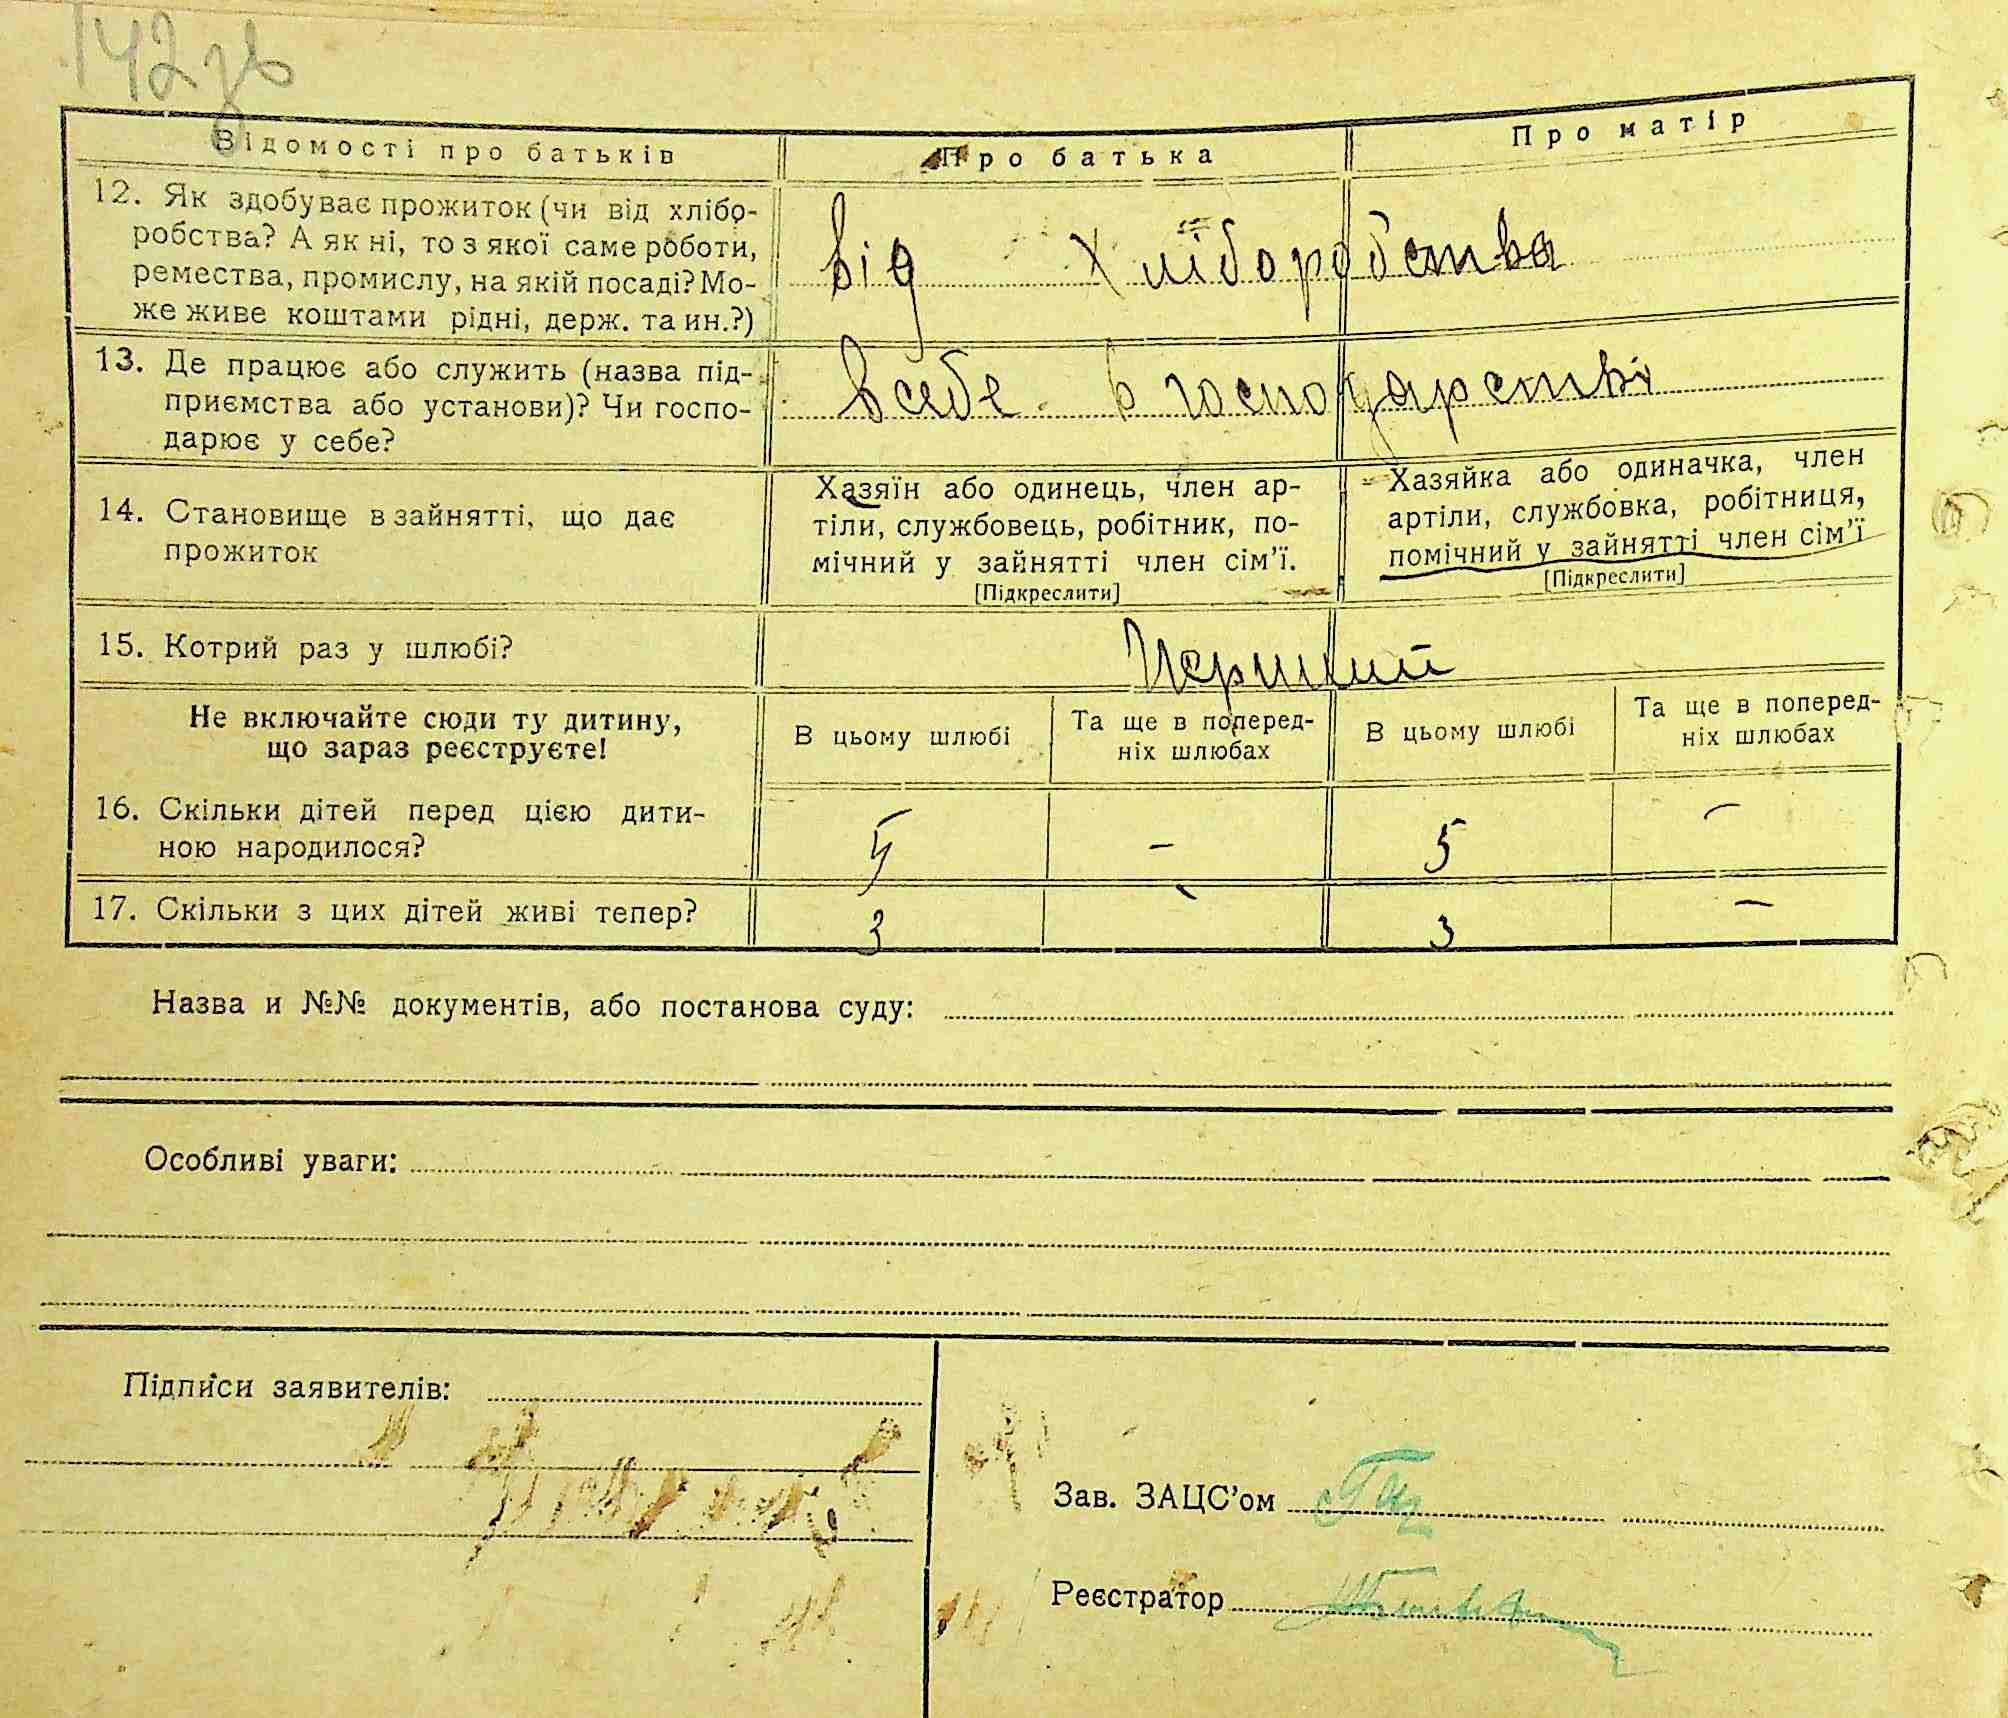 142зв
Відомості про батьків Про батька Про матір
12. Як здобуває прожиток (чи від хлібо-
робства? А як ні, то з якої саме роботи,
ремества, промислу, на якій посаді? Мо-
же живе коштами рідні, держ. та ин.?)
від хліборобства
13. Де працює або служить (назва під-
приємства або установи)? Чи госпо-
дарює у себе?
всебе в господарстві
14. Становище в зайнятті, що дає
прожиток
Хазяїн або одинець, член ар-
тіли, службовець, робітник, по-
мічний у зайнятті член сім'ї.
[Підкреслити]
Хазяйка або одиначка, член
артіли, службовка, робітниця,
помічний у зайнятті член сім'ї
[Підкреслити]
15. Котрий раз у шлюбі? Перший
Не включайте сюди ту дитину,
що зараз реєструєте!
В цьому шлюбі
Та ще в поперед-
ніх шлюбах
В цьому шлюбі
Та ще в поперед-
ніх шлюбах
16. Скільки дітей перед цією дити-
ною народилося?
5 - 5 -
17. Скільки з цих дітей живі тепер?
3 - 3 -
Назва и №№ документів, або постанова суду:
Особливі уваги:
Підписи заявителів:
Зав. ЗАЦС'ом
Реєстратор